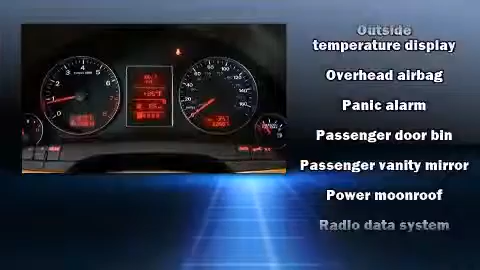 Outside
temperature display
Overhead airbag
Panic alarm
Passenger door bin
Passenger vanity mirror
Power moonroof
Radio data system